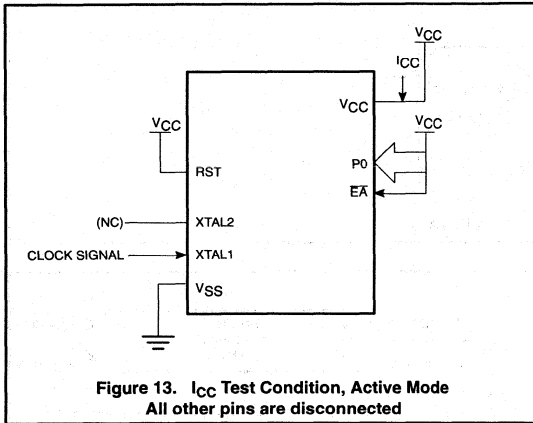 VCC
ICC
VCC
VCC
VCC
P0
RST
EA
(NC)
XTAL2
CLOCK SIGNAL
XTAL1
VSS
Figure 13. ICC Test Condition, Active Mode
All other pins are disconnected